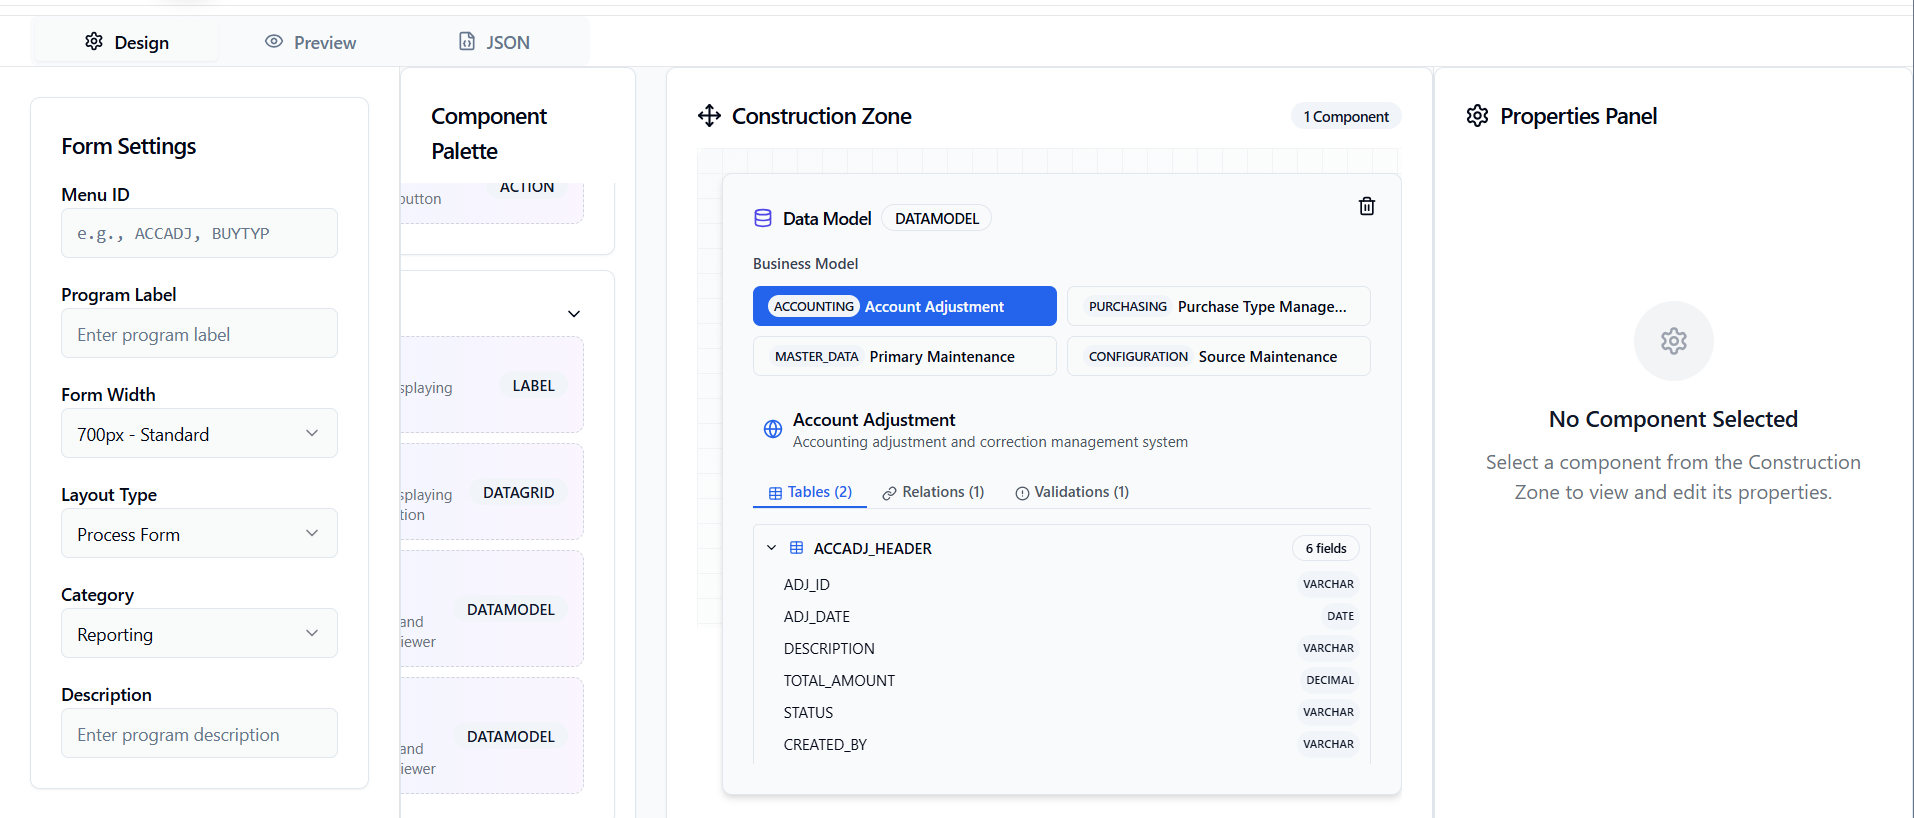 Design
Preview
JSON
Form Settings
Menu ID
e.g., ACCADJ, BUYTYP
Program Label
Enter program label
Form Width
700px - Standard
Layout Type
Process Form
Category
Reporting
Description
Enter program description
Component
Palette
ACTION
button
LABEL
splaying
DATAGRID
splaying
tion
DATAMODEL
and
iewer
DATAMODEL
and
iewer
Construction Zone
1 Component
Data Model
DATAMODEL
Business Model
ACCOUNTING Account Adjustment
PURCHASING Purchase Type Manage...
MASTER_DATA Primary Maintenance
CONFIGURATION Source Maintenance
Account Adjustment
Accounting adjustment and correction management system
Tables (2)
Relations (1)
Validations (1)
ACCADJ_HEADER
6 fields
ADJ_ID
VARCHAR
ADJ_DATE
DATE
DESCRIPTION
VARCHAR
TOTAL_AMOUNT
DECIMAL
STATUS
VARCHAR
CREATED_BY
VARCHAR
Properties Panel
No Component Selected
Select a component from the Construction
Zone to view and edit its properties.